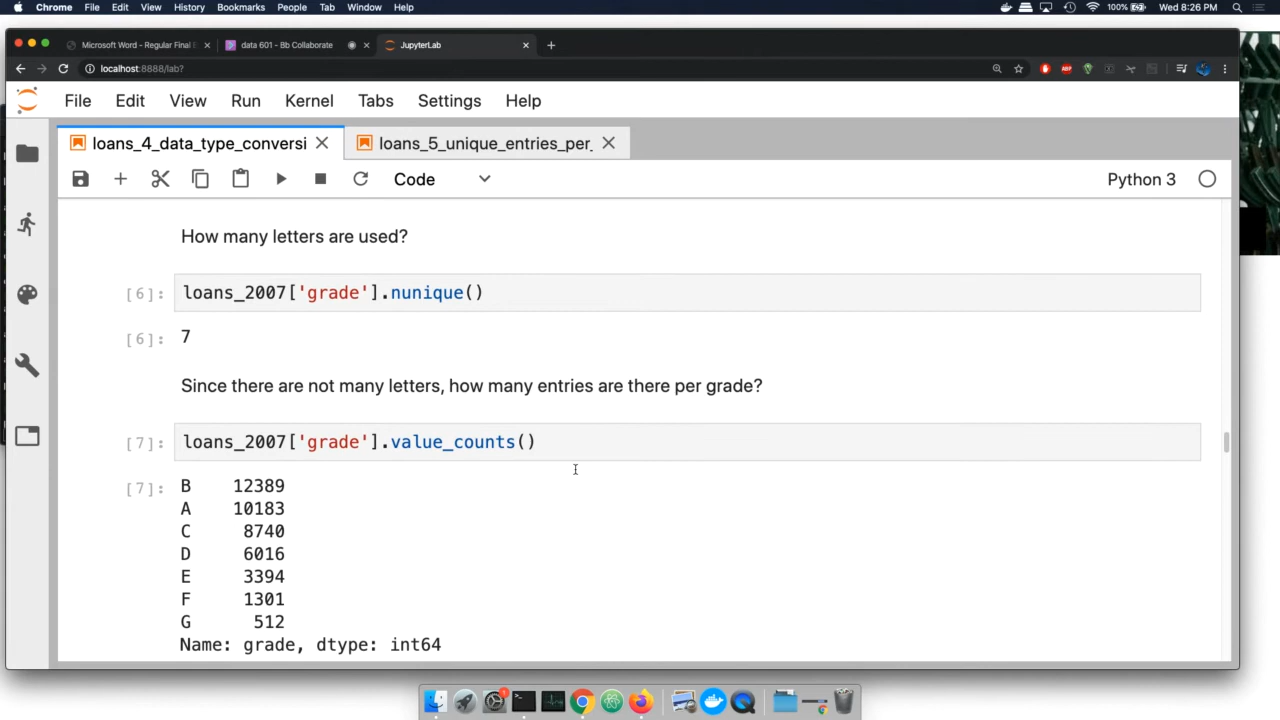 Chrome File Edit View History Bookmarks People Tab Window Help 100% Wed 8:26 PM
Microsoft Word - Regular Final E
data 601 - Bb Collaborate
JupyterLab
localhost:8888/lab?
ABP
File Edit View Run Kernel Tabs Settings Help
loans_4_data_type_conversi
loans_5_unique_entries_per_
Code
Python 3
How many letters are used?
[6]: loans_2007['grade'].nunique()
[6]: 7
Since there are not many letters, how many entries are there per grade?
[7]: loans_2007['grade'].value_counts()
[7]: B 12389
A 10183
C 8740
D 6016
E 3394
F 1301
G 512
Name: grade, dtype: int64